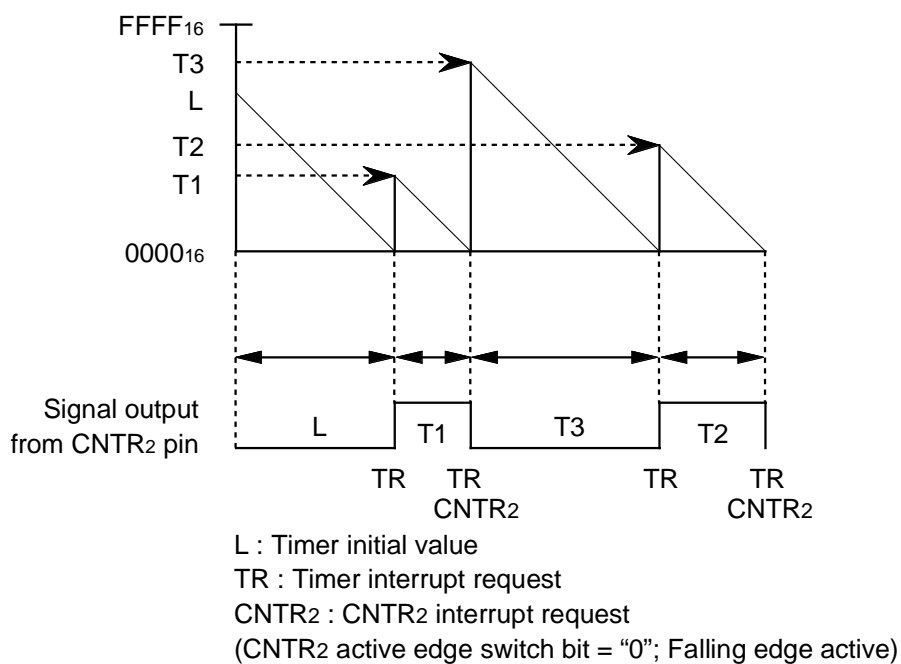 FFFF16
T3
L
T2
T1
000016
Signal output
from CNTR2 pin
L T1 T3 T2
TR TR TR TR
CNTR2 CNTR2
L : Timer initial value
TR : Timer interrupt request
CNTR2 : CNTR2 interrupt request
(CNTR2 active edge switch bit = “0”; Falling edge active)